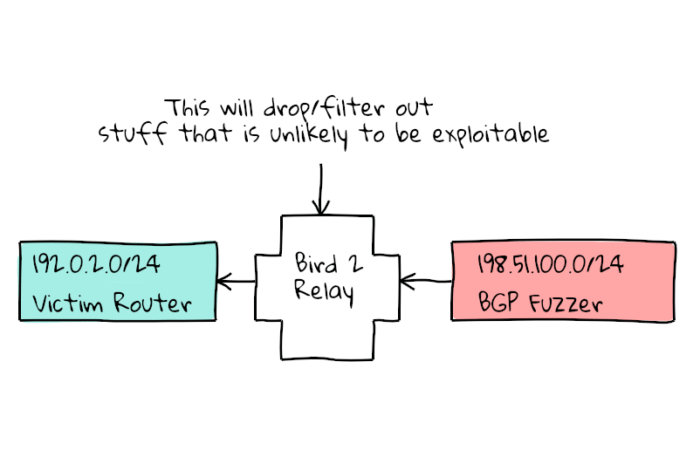 This will drop/filter out
stuff that is unlikely to be exploitable
192.0.2.0/24
Victim Router
Bird 2
Relay
198.51.100.0/24
BGP Fuzzer